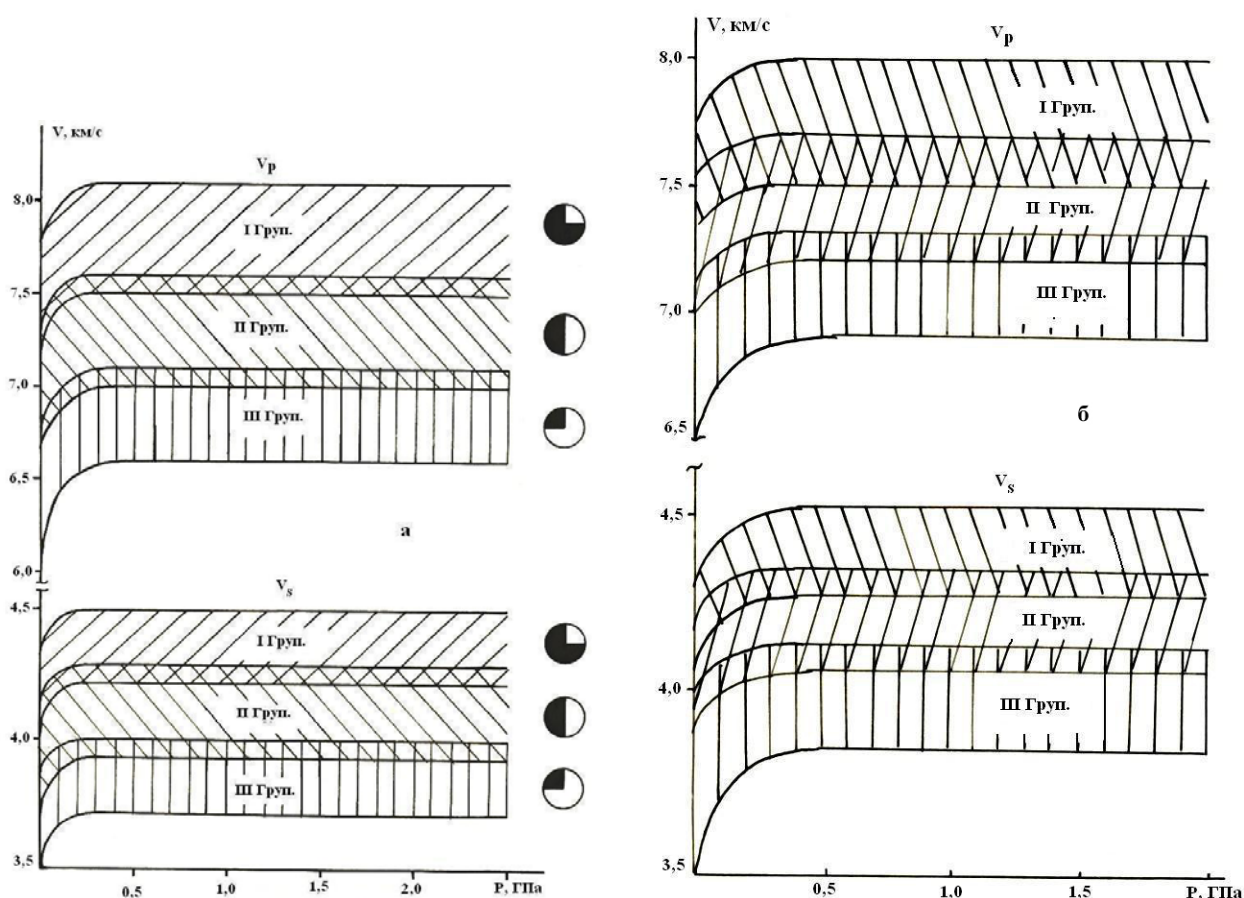 V, км/с
Vp
8,0
I Груп.
7,5
II Груп.
7,0
III Груп.
6,5
а
6,0
Vs
4,5
I Груп.
II Груп.
4,0
III Груп.
3,5
0,5
1,0
1,5
2,0
Р, ГПа
V, км/с
Vp
8,0
I Груп.
7,5
II Груп.
7,0
III Груп.
б
6,5
Vs
4,5
I Груп.
II Груп.
4,0
III Груп.
3,5
0,5
1,0
1,5
2,0
Р, ГПа